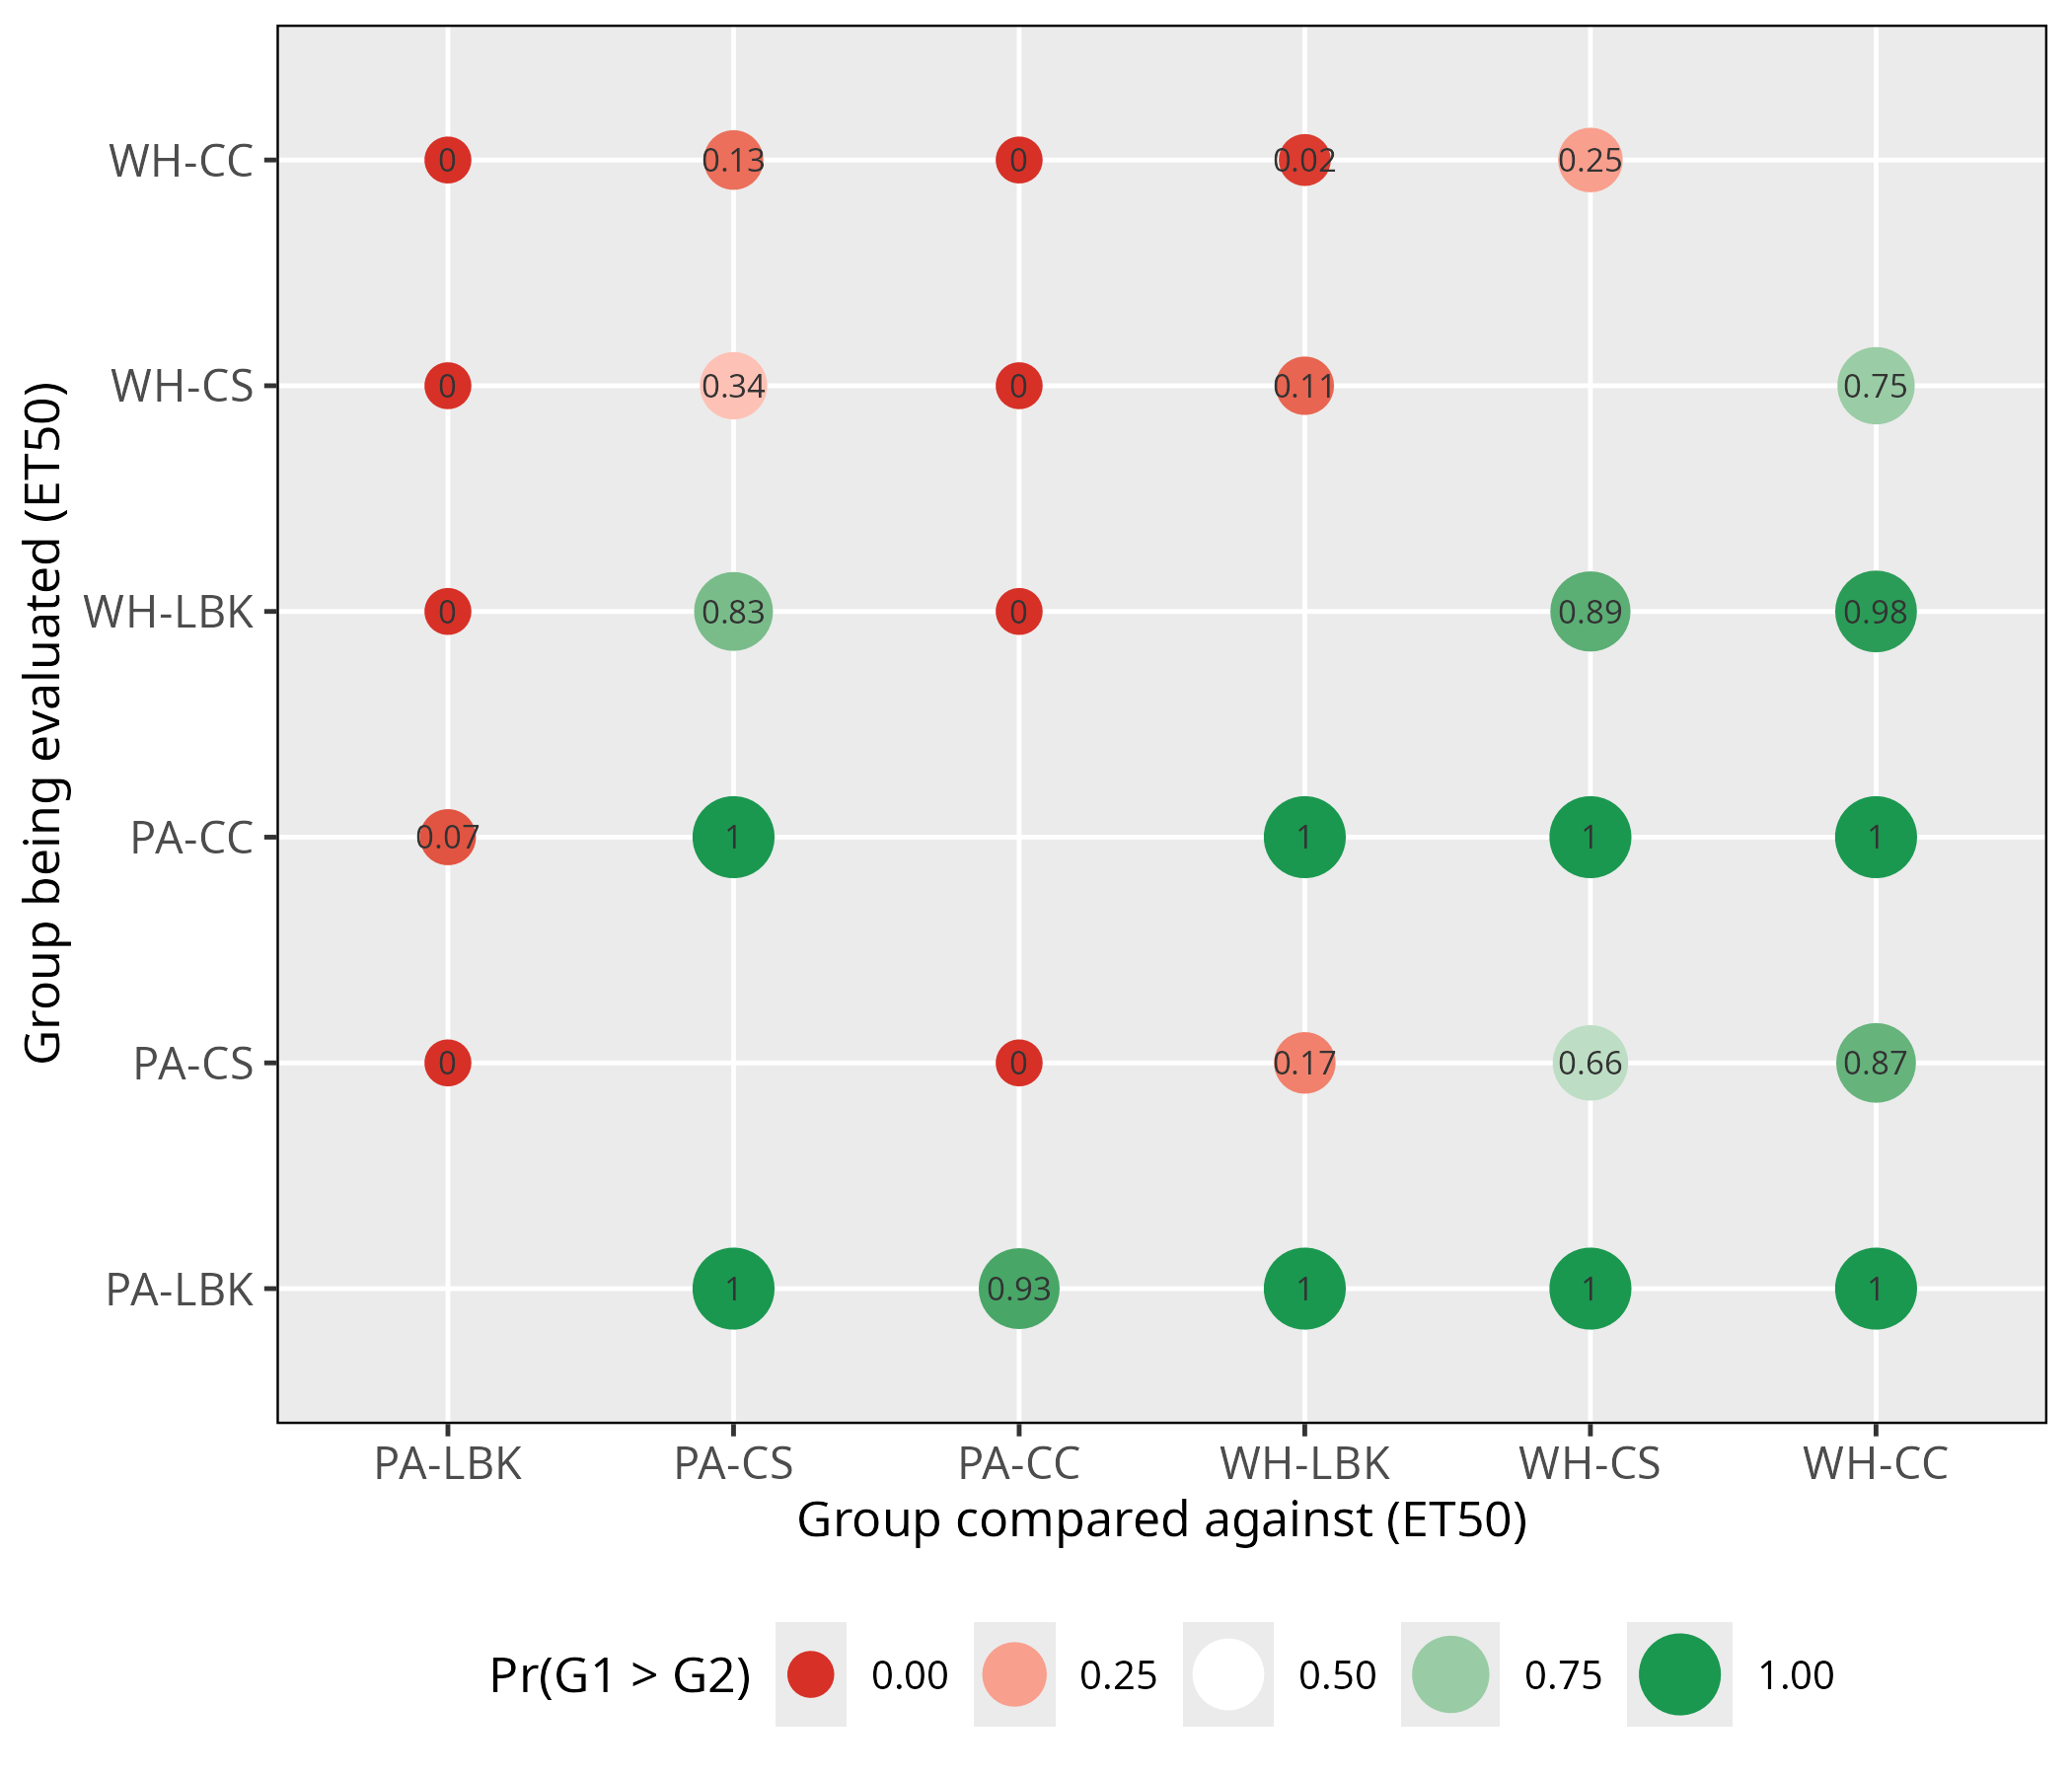 Group being evaluated (ET50)
WH-CC 0 0.13 0 0.02 0.25
WH-CS 0 0.34 0 0.11 0.75
WH-LBK 0 0.83 0 0.89 0.98
PA-CC 0.07 1 1 1 1
PA-CS 0 0 0.17 0.66 0.87
PA-LBK 1 0.93 1 1 1
PA-LBK PA-CS PA-CC WH-LBK WH-CS WH-CC
Group compared against (ET50)
Pr(G1 > G2) 0.00 0.25 0.50 0.75 1.00